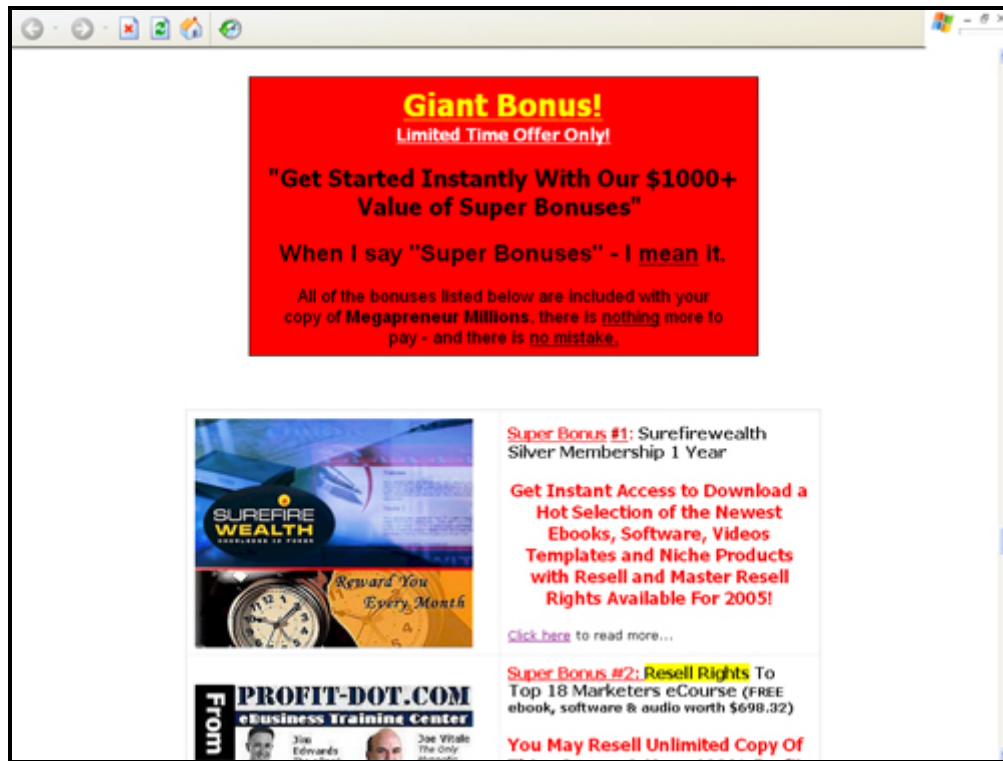 Giant Bonus!
Limited Time Offer Only!
"Get Started Instantly With Our $1000+
Value of Super Bonuses"
When I say "Super Bonuses" - I mean it.
All of the bonuses listed below are included with your
copy of Megapreneur Millions, there is nothing more to
pay - and there is no mistake.
SUREFIRE
WEALTH
KNOWLEDGE IS POWER
Reward You
Every Month
Super Bonus #1: Surefirewealth
Silver Membership 1 Year
Get Instant Access to Download a
Hot Selection of the Newest
Ebooks, Software, Videos
Templates and Niche Products
with Resell and Master Resell
Rights Available For 2005!
Click here to read more...
From
PROFIT-DOT.COM
eBusiness Training Center
Jim
Edwards
Joe Vitale
The Only
Super Bonus #2: Resell Rights To
Top 18 Marketers eCourse (FREE
ebook, software & audio worth $698.32)
You May Resell Unlimited Copy Of